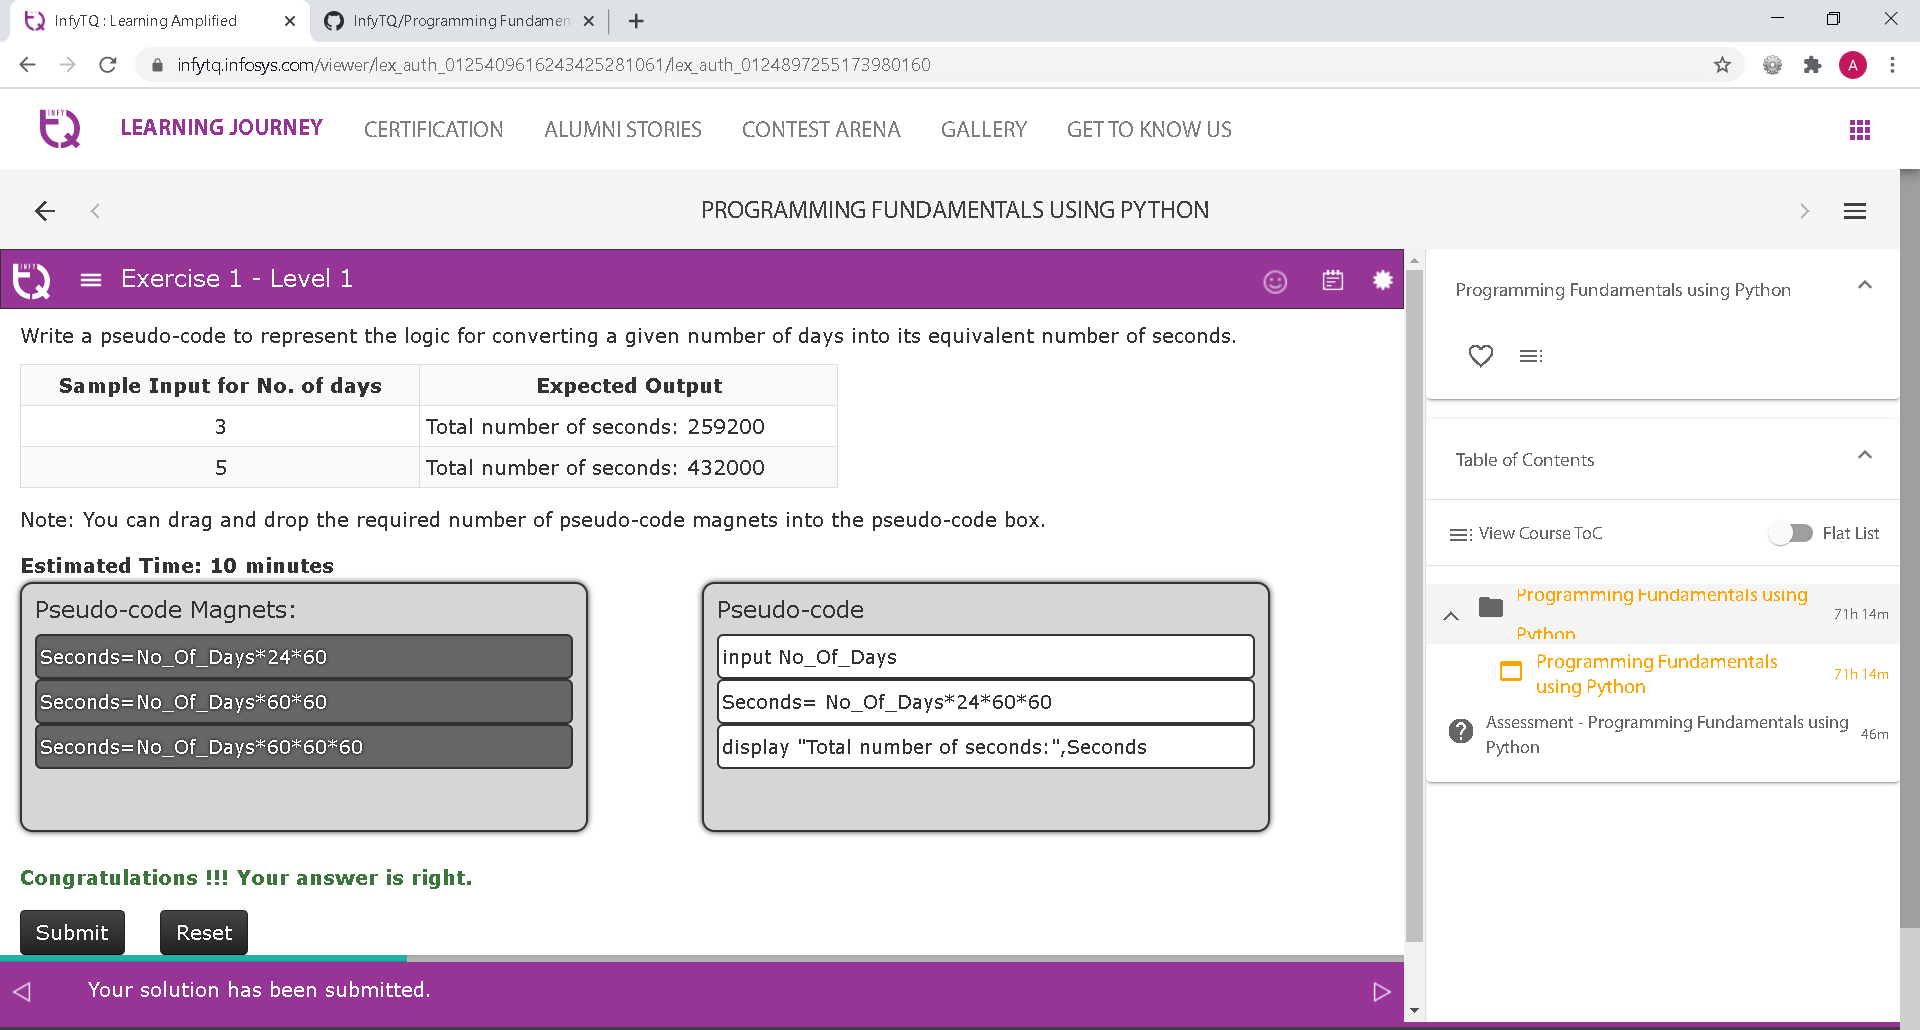 InfyTQ : Learning Amplified
InfyTQ/Programming Fundamen
infytq.infosys.com/viewer/lex_auth_0125409616243425281061/lex_auth_0124897255173980160
A
INFY TQ
LEARNING JOURNEY
CERTIFICATION
ALUMNI STORIES
CONTEST ARENA
GALLERY
GET TO KNOW US
PROGRAMMING FUNDAMENTALS USING PYTHON
INFY TQ
Exercise 1 - Level 1
Write a pseudo-code to represent the logic for converting a given number of days into its equivalent number of seconds.
Sample Input for No. of days Expected Output
3 Total number of seconds: 259200
5 Total number of seconds: 432000
Note: You can drag and drop the required number of pseudo-code magnets into the pseudo-code box.
Estimated Time: 10 minutes
Pseudo-code Magnets:
Seconds=No_Of_Days*24*60
Seconds=No_Of_Days*60*60
Seconds=No_Of_Days*60*60*60
Pseudo-code
input No_Of_Days
Seconds= No_Of_Days*24*60*60
display "Total number of seconds:",Seconds
Congratulations !!! Your answer is right.
Submit
Reset
Your solution has been submitted.
Programming Fundamentals using Python
Table of Contents
View Course ToC
Flat List
Programming Fundamentals using
Python
71h 14m
Programming Fundamentals
using Python
71h 14m
Assessment - Programming Fundamentals using
Python
46m